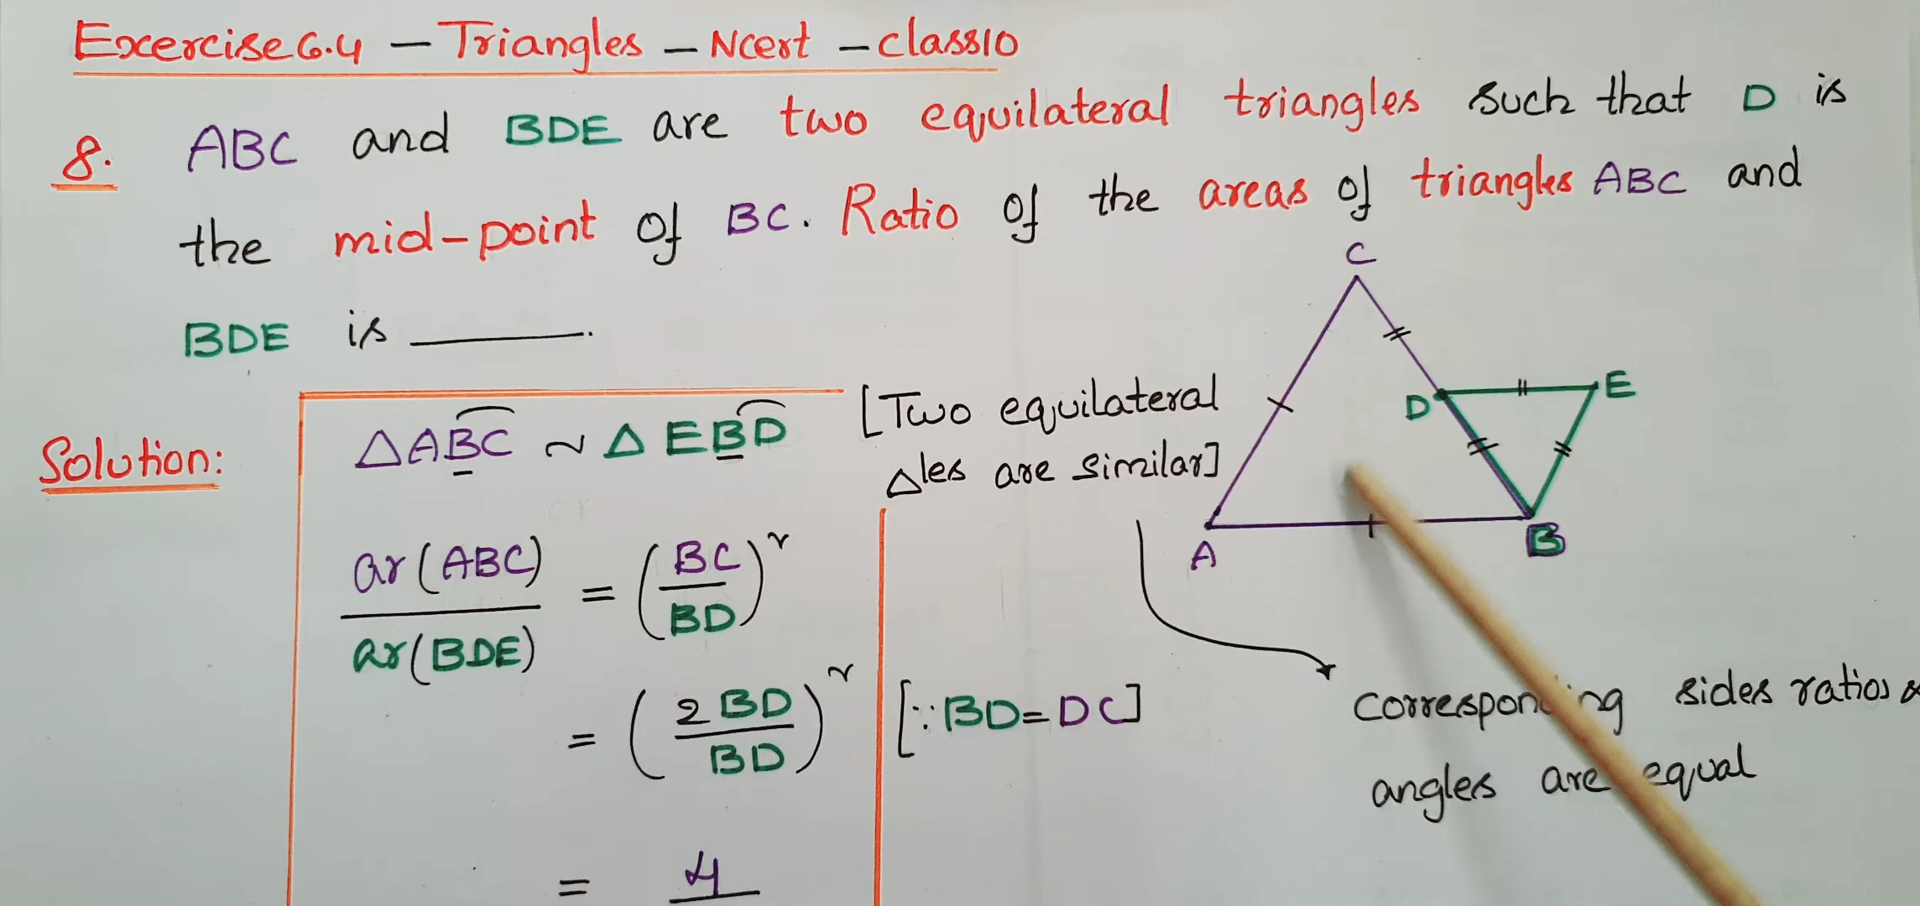 Excercise 6.4 – Triangles – Ncert – class10
8. ABC and BDE are two equilateral triangles such that D is
the mid-point of BC. Ratio of the areas of triangles ABC and
BDE is ______.
Solution:
△ABC ~ △EBD [Two equilateral
△les are similar]
ar(ABC)/ar(BDE) = (BC/BD)²
= (2BD/BD)² [∵BD=DC]
= 4
C
D
E
A
B
sides ratios
angles are equal